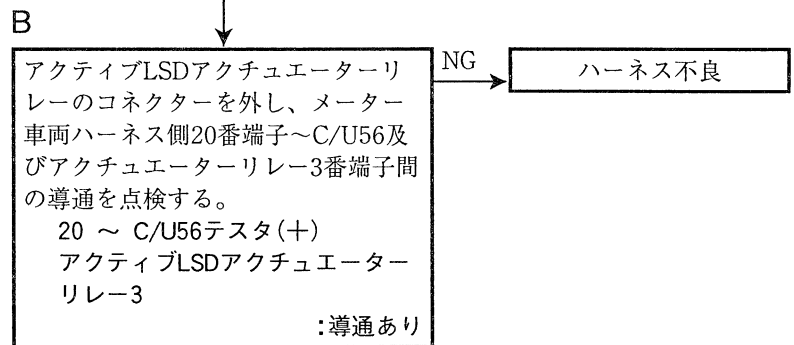 B
アクティブLSDアクチュエーターリ
レーのコネクターを外し、メーター
車両ハーネス側20番端子～C/U56及
びアクチュエーターリレー3番端子間
の導通を点検する。
20 ～ C/U56テスタ(＋)
アクティブLSDアクチュエーター
リレー3
:導通あり
NG
ハーネス不良